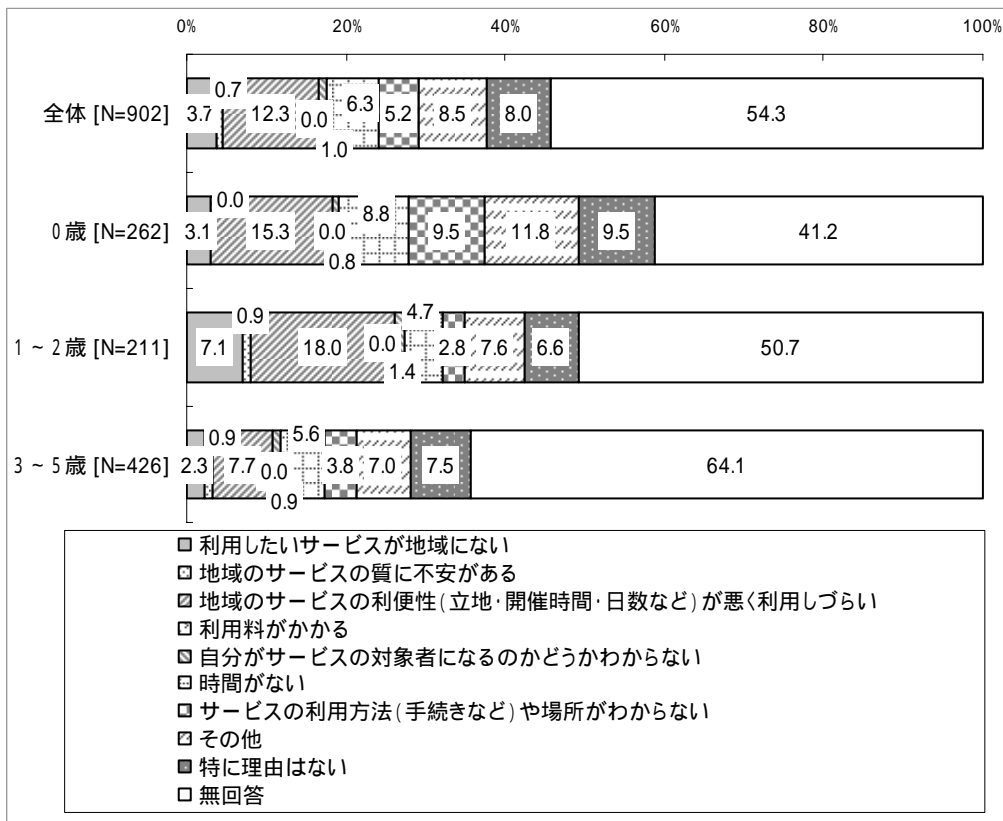 0% 20% 40% 60% 80% 100%
全体 [N=902] 3.7 0.7 12.3 0.0 1.0 6.3 5.2 8.5 8.0 54.3
0歳 [N=262] 3.1 0.0 15.3 0.0 0.8 8.8 9.5 11.8 9.5 41.2
1～2歳 [N=211] 7.1 0.9 18.0 0.0 1.4 4.7 2.8 7.6 6.6 50.7
3～5歳 [N=426] 2.3 0.9 7.7 0.0 0.9 5.6 3.8 7.0 7.5 64.1
利用したいサービスが地域にない
地域のサービスの質に不安がある
地域のサービスの利便性(立地・開催時間・日数など)が悪く利用しづらい
利用料がかかる
自分がサービスの対象者になるのかどうかわからない
時間がない
サービスの利用方法(手続きなど)や場所がわからない
その他
特に理由はない
無回答